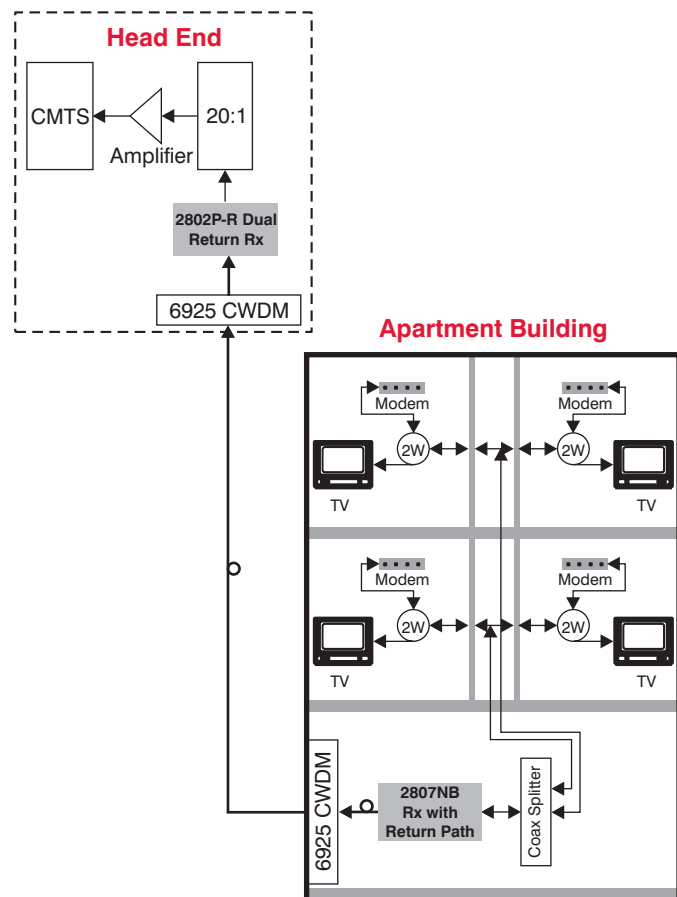 Head End
CMTS
20:1
Amplifier
2802P-R Dual
Return Rx
6925 CWDM
Apartment Building
Modem
Modem
2W
2W
TV
TV
Modem
Modem
2W
2W
TV
TV
6925 CWDM
2807NB
Rx with
Return Path
Coax Splitter